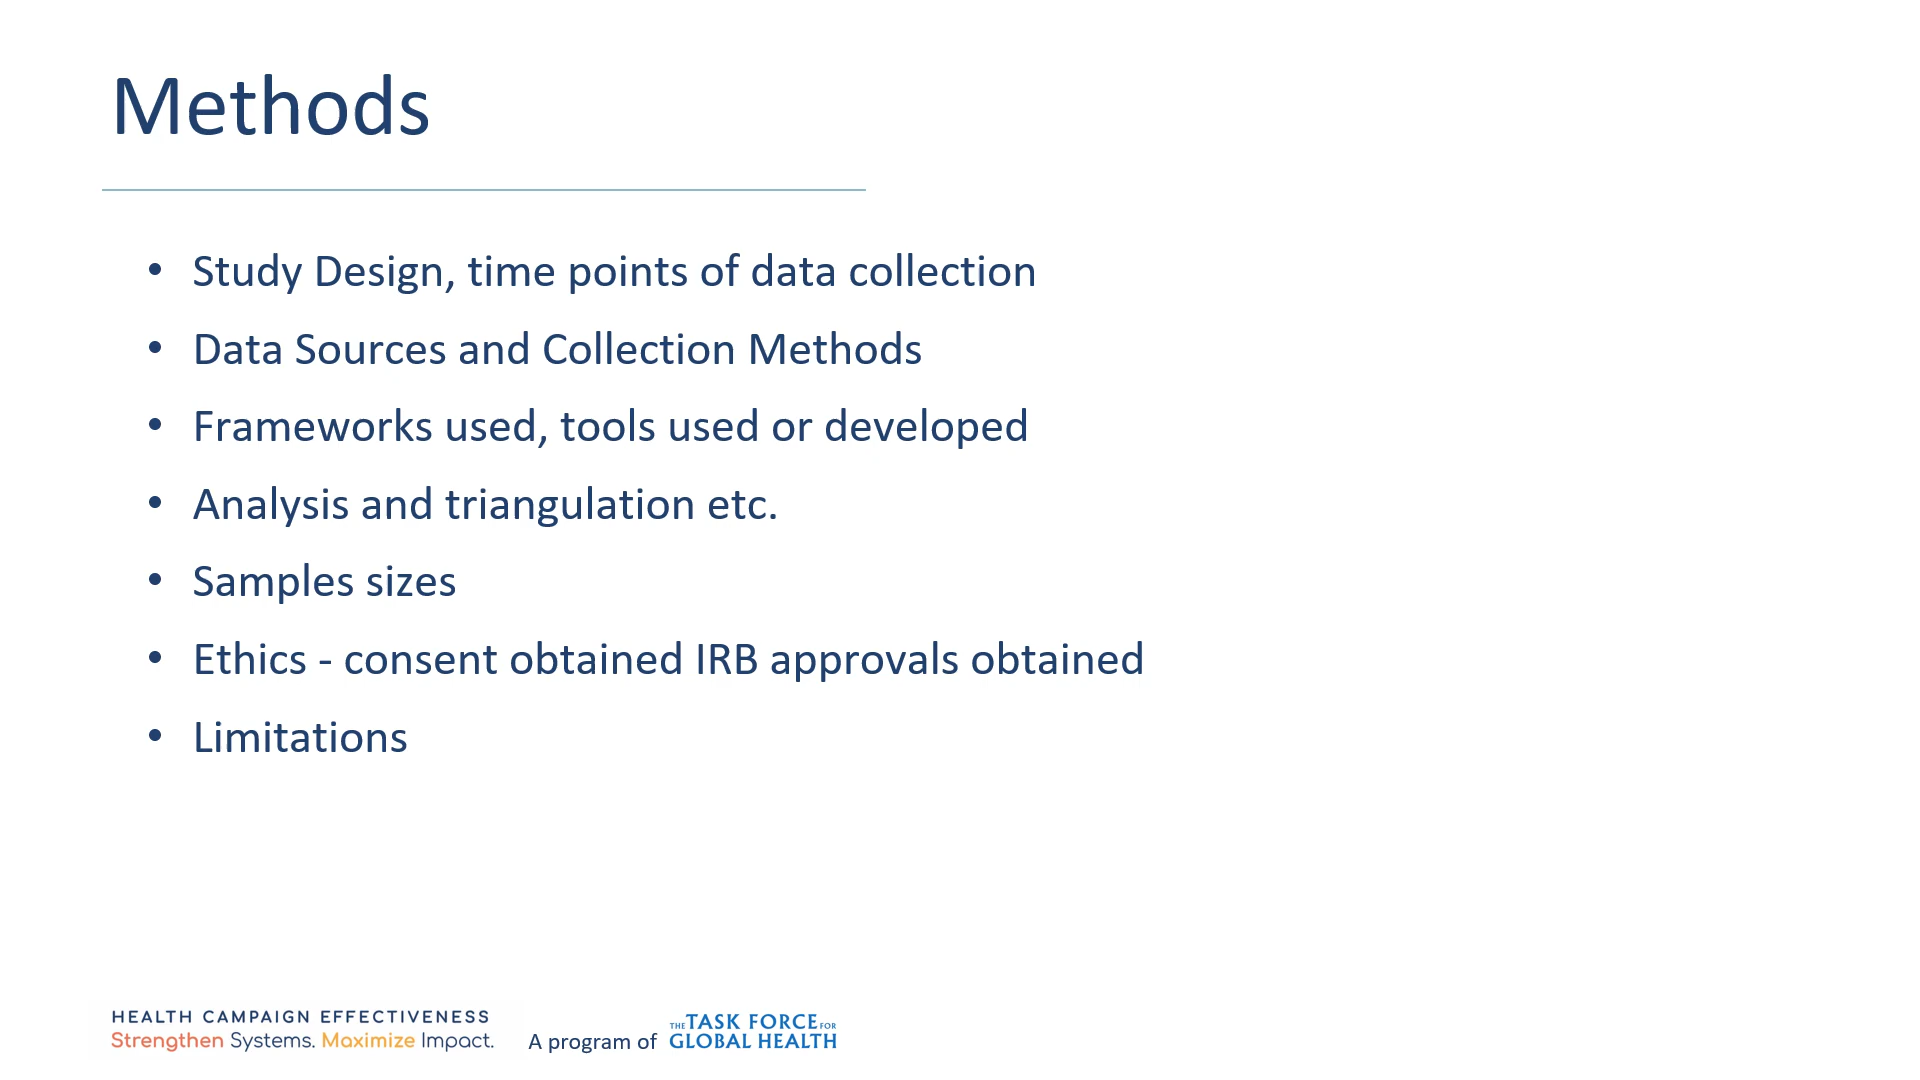 Methods
• Study Design, time points of data collection
• Data Sources and Collection Methods
• Frameworks used, tools used or developed
• Analysis and triangulation etc.
• Samples sizes
• Ethics - consent obtained IRB approvals obtained
• Limitations
HEALTH CAMPAIGN EFFECTIVENESS
Strengthen Systems. Maximize Impact.
A program of
THE TASK FORCE FOR
GLOBAL HEALTH